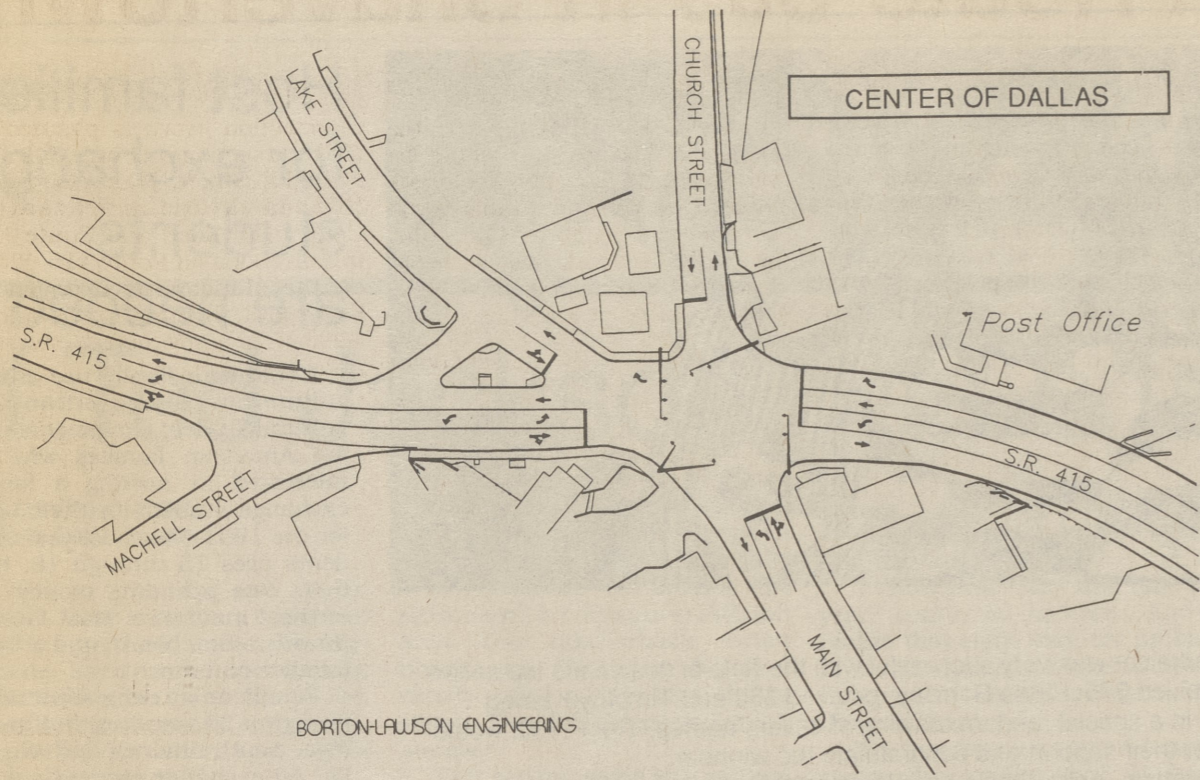 CENTER OF DALLAS
LAKE STREET
CHURCH STREET
Post Office
S.R. 415
S.R. 415
MACHELL STREET
MAIN STREET
BORTON-LAWSON ENGINEERING